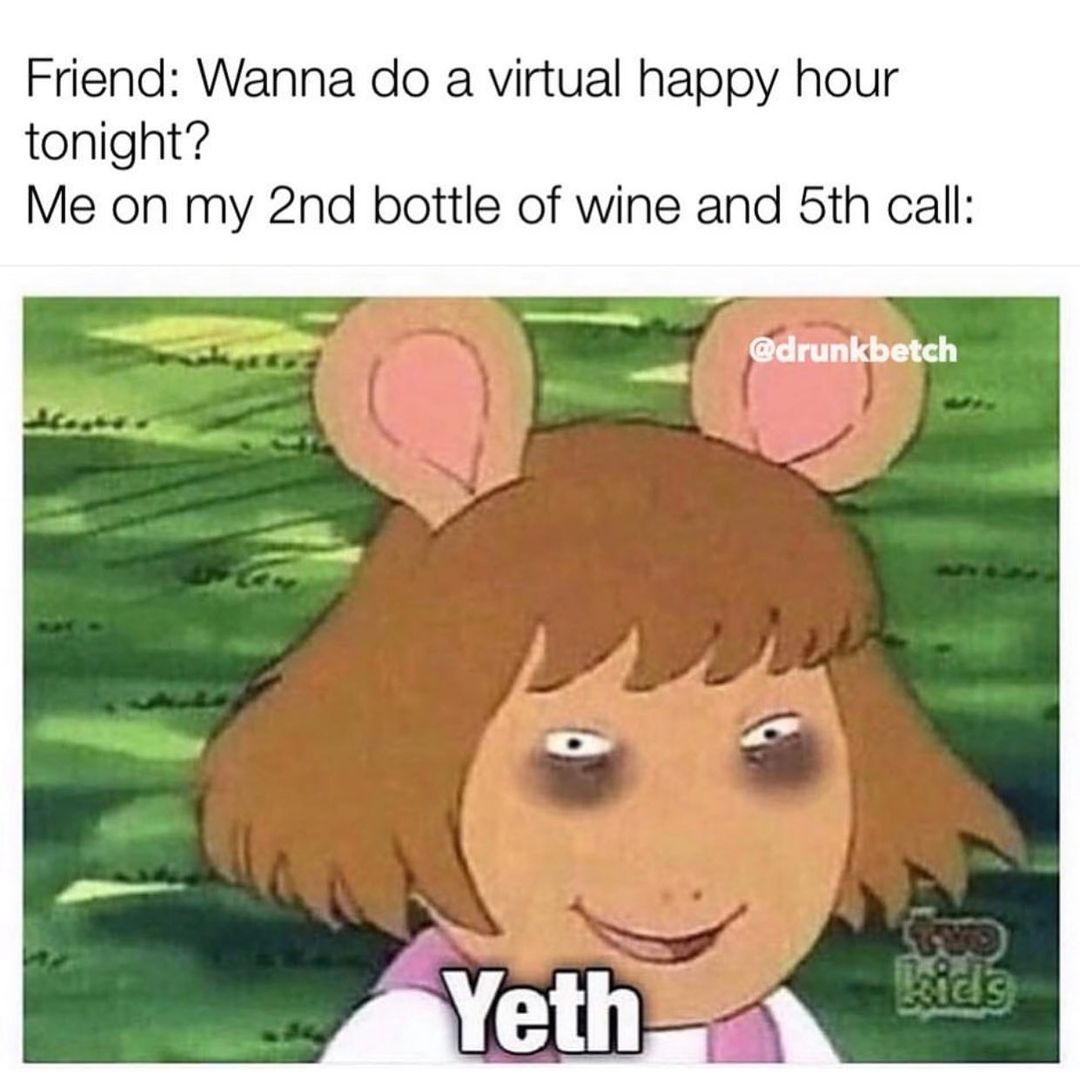 Friend: Wanna do a virtual happy hour
tonight?
Me on my 2nd bottle of wine and 5th call:
@drunkbetch
TVO
kids
Yeth